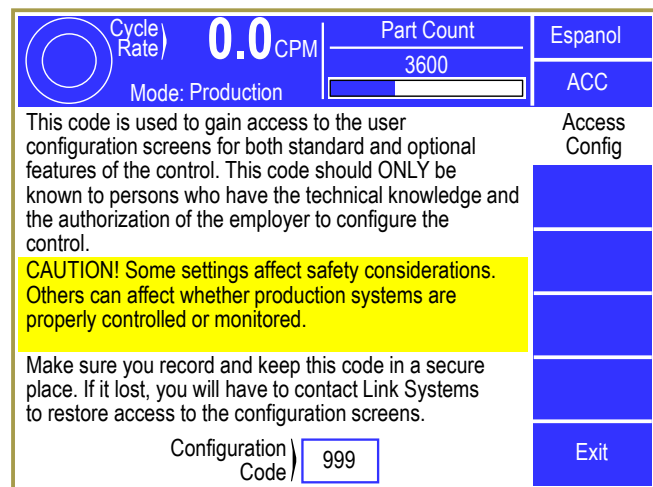 Cycle
Rate) 0.0 CPM
Mode: Production
Part Count
3600
Espanol
ACC
Access
Config
This code is used to gain access to the user
configuration screens for both standard and optional
features of the control. This code should ONLY be
known to persons who have the technical knowledge and
the authorization of the employer to configure the
control.
CAUTION! Some settings affect safety considerations.
Others can affect whether production systems are
properly controlled or monitored.
Make sure you record and keep this code in a secure
place. If it lost, you will have to contact Link Systems
to restore access to the configuration screens.
Configuration
Code) 999
Exit